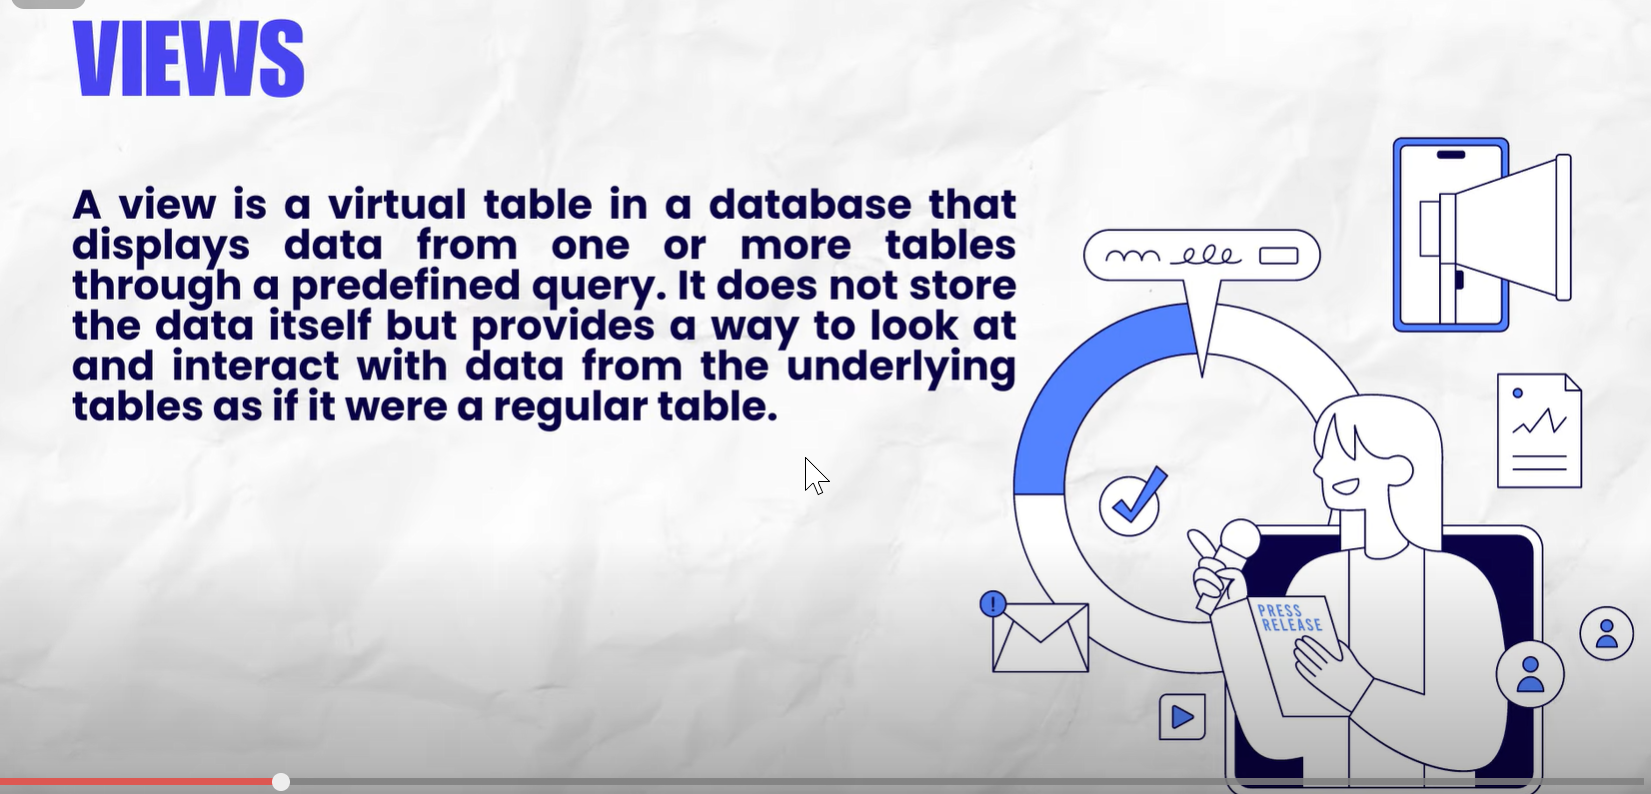 VIEWS
A view is a virtual table in a database that
displays data from one or more tables
through a predefined query. It does not store
the data itself but provides a way to look at
and interact with data from the underlying
tables as if it were a regular table.
!
PRESS
RELEASE